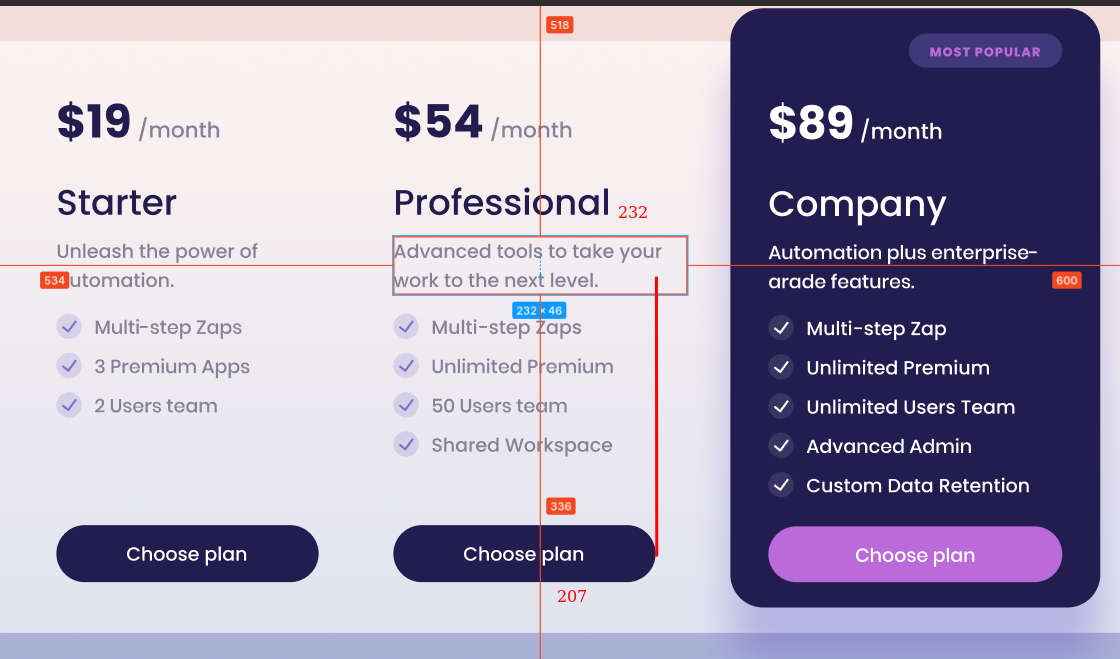 518
MOST POPULAR
$19 /month
$54 /month
$89 /month
Starter
Professional
232
Company
Unleash the power of
automation.
Advanced tools to take your
work to the next level.
Automation plus enterprise-
grade features.
534
600
232 × 46
Multi-step Zaps
3 Premium Apps
2 Users team
Multi-step Zaps
Unlimited Premium
50 Users team
Shared Workspace
Multi-step Zap
Unlimited Premium
Unlimited Users Team
Advanced Admin
Custom Data Retention
336
Choose plan
Choose plan
Choose plan
207